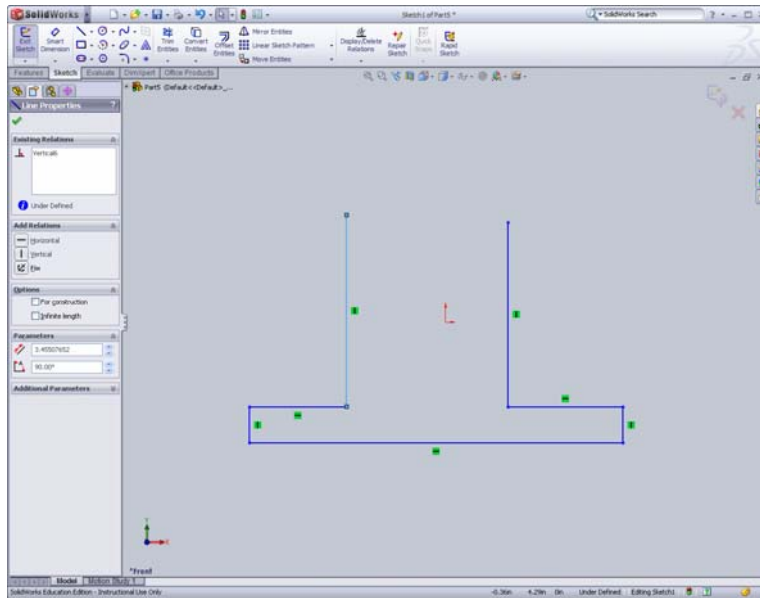 SolidWorks
Sketch1 of Part5 *
SolidWorks Search
Exit Sketch
Smart Dimension
Trim Entities
Convert Entities
Offset Entities
Mirror Entities
Linear Sketch Pattern
Move Entities
Display/Delete Relations
Repair Sketch
Quick Snaps
Rapid Sketch
Features
Sketch
Evaluate
DimXpert
Office Products
Part5 (Default<<Default>_...
Line Properties
?
Existing Relations
Vertical6
Under Defined
Add Relations
Horizontal
Vertical
Fix
Options
For construction
Infinite length
Parameters
3.45507652
90.00°
Additional Parameters
Y
X
*Front
Model
Motion Study 1
SolidWorks Education Edition - Instructional Use Only
-0.36in
4.29in
0in
Under Defined
Editing Sketch1